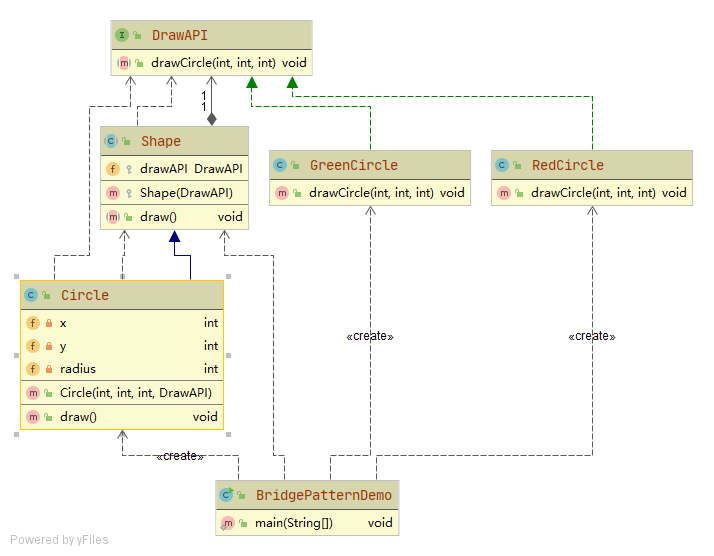 DrawAPI
drawCircle(int, int, int) void
1
1
Shape
drawAPI DrawAPI
Shape(DrawAPI)
draw() void
GreenCircle
drawCircle(int, int, int) void
RedCircle
drawCircle(int, int, int) void
Circle
x int
y int
radius int
Circle(int, int, int, DrawAPI)
draw() void
«create»
«create»
«create»
BridgePatternDemo
main(String[]) void
Powered by yFiles